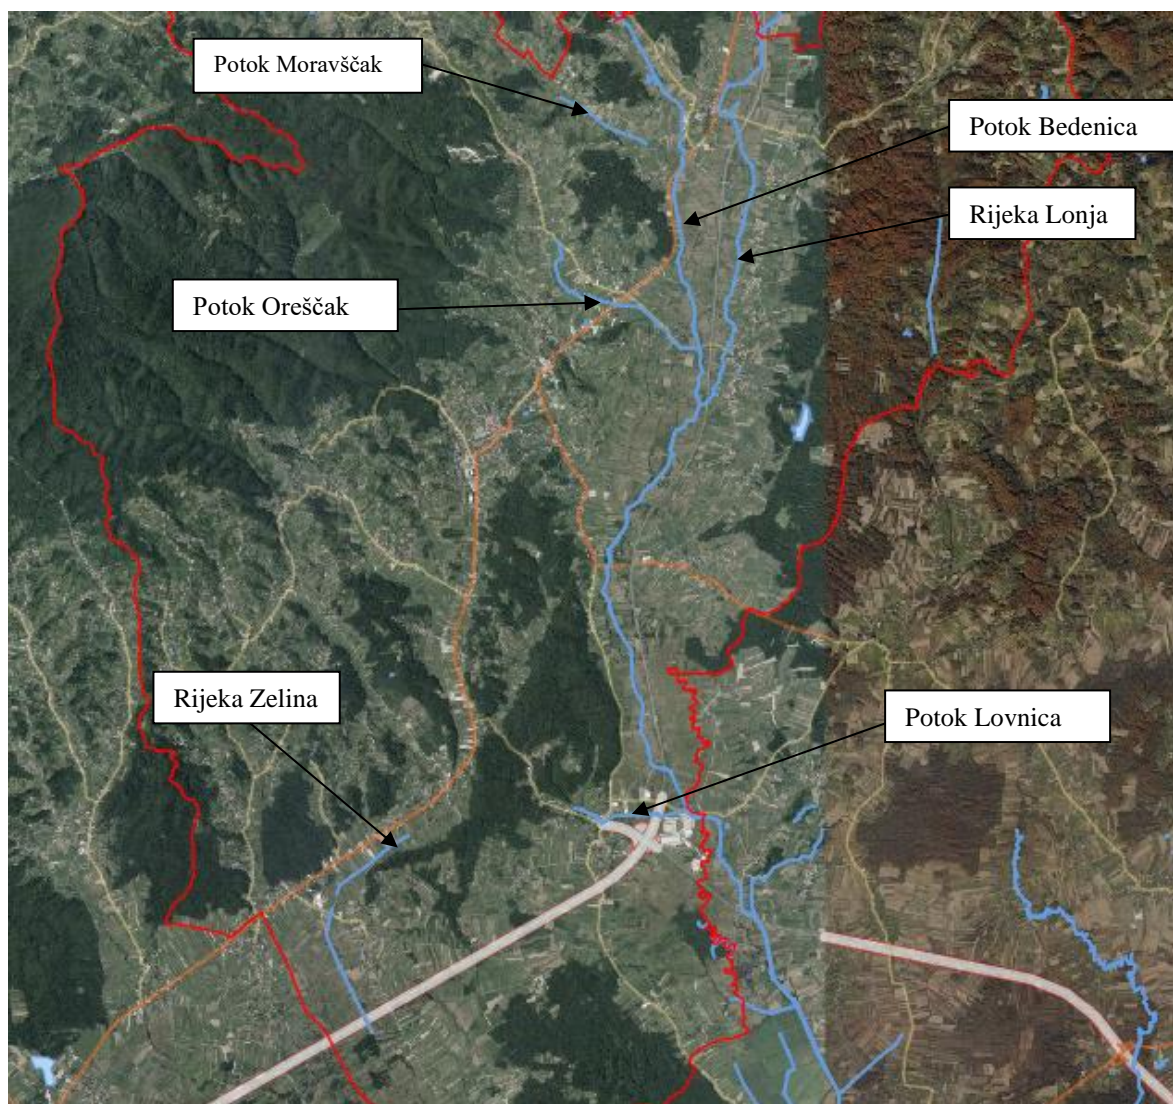 Potok Moravščak
Potok Bedenica
Rijeka Lonja
Potok Oreščak
Rijeka Zelina
Potok Lovnica